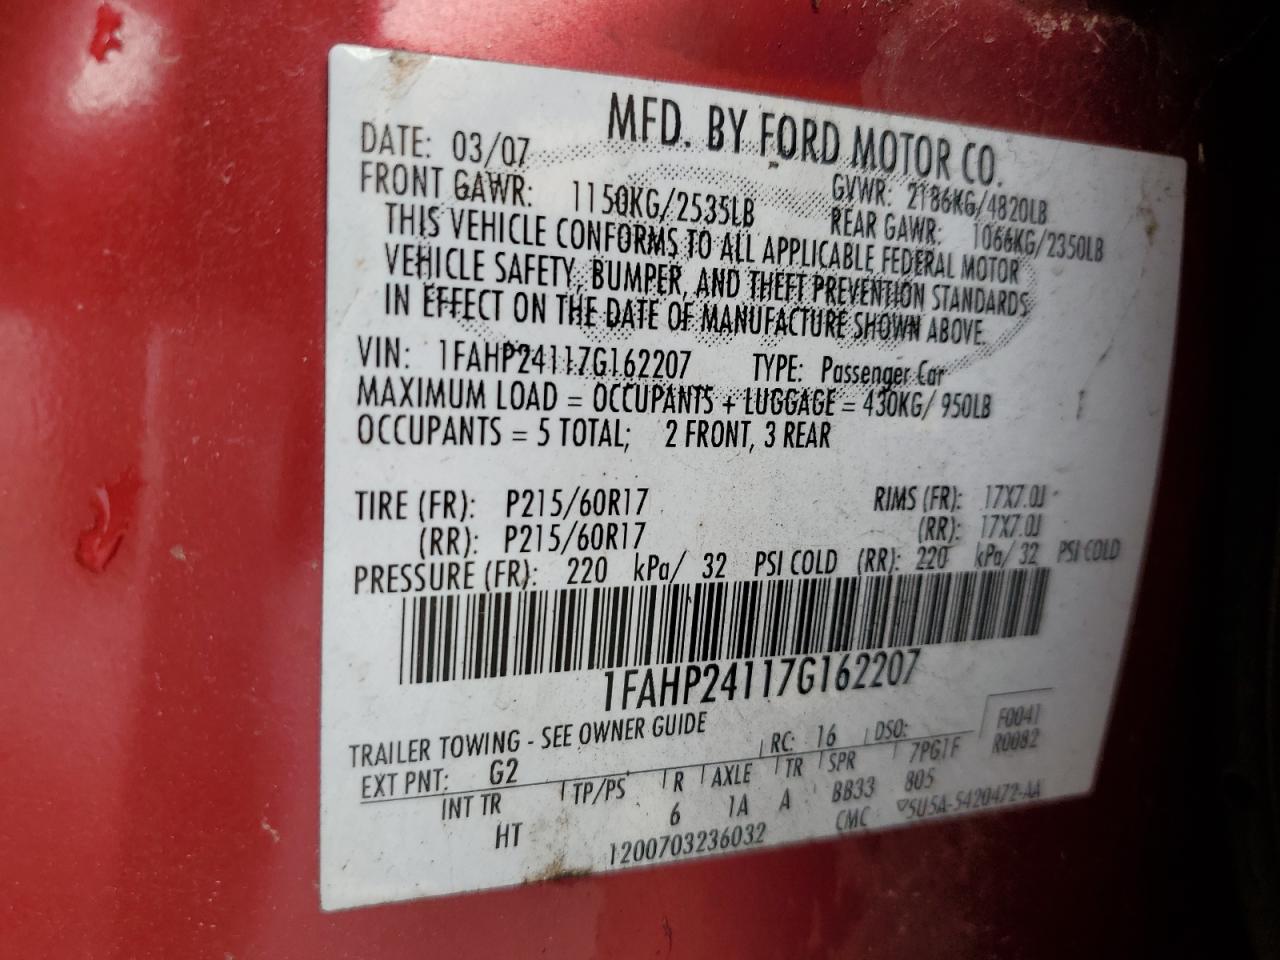 MFD. BY FORD MOTOR CO.
DATE: 03/07 GVWR: 2186KG/4820LB
FRONT GAWR: 1150KG/2535LB REAR GAWR: 1066KG/2350LB
THIS VEHICLE CONFORMS TO ALL APPLICABLE FEDERAL MOTOR
VEHICLE SAFETY, BUMPER, AND THEFT PREVENTION STANDARDS
IN EFFECT ON THE DATE OF MANUFACTURE SHOWN ABOVE.
VIN: 1FAHP24117G162207 TYPE: Passenger Car
MAXIMUM LOAD = OCCUPANTS + LUGGAGE = 430KG/ 950LB
OCCUPANTS = 5 TOTAL; 2 FRONT, 3 REAR
TIRE (FR): P215/60R17 RIMS (FR): 17X7.0J
(RR): P215/60R17 (RR): 17X7.0J
PRESSURE (FR): 220 kPa/ 32 PSI COLD (RR): 220 kPa/ 32 PSI COLD
1FAHP24117G162207
TRAILER TOWING - SEE OWNER GUIDE F0041
EXT PNT: G2 RC: 16 DSO: R0082
INT TR TP/PS R AXLE TR SPR 7PG1F
HT 6 1A A BB33 805
1200703236032 CMC 5U5A-5420472-AA